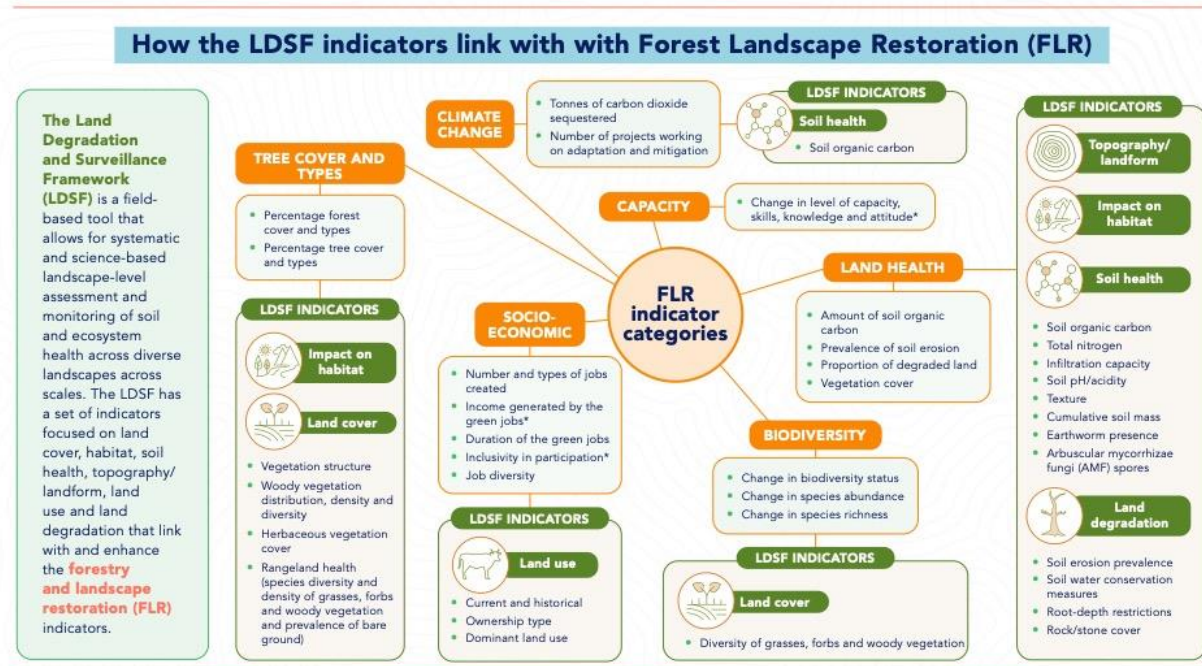 How the LDSF indicators link with with Forest Landscape Restoration (FLR)
The Land
Degradation
and Surveillance
Framework
(LDSF) is a field-
based tool that
allows for systematic
and science-based
landscape-level
assessment and
monitoring of soil
and ecosystem
health across diverse
landscapes across
scales. The LDSF has
a set of indicators
focused on land
cover, habitat, soil
health, topography/
landform, land
use and land
degradation that link
with and enhance
the forestry
and landscape
restoration (FLR)
indicators.
TREE COVER AND
TYPES
• Percentage forest
cover and types
• Percentage tree cover
and types
LDSF INDICATORS
Impact on
habitat
Land cover
• Vegetation structure
• Woody vegetation
distribution, density and
diversity
• Herbaceous vegetation
cover
• Rangeland health
(species diversity and
density of grasses, forbs
and woody vegetation
and prevalence of bare
ground)
CLIMATE
CHANGE
• Tonnes of carbon dioxide
sequestered
• Number of projects working
on adaptation and mitigation
LDSF INDICATORS
Soil health
• Soil organic carbon
CAPACITY
• Change in level of capacity,
skills, knowledge and attitude*
FLR
indicator
categories
SOCIO-
ECONOMIC
• Number and types of jobs
created
• Income generated by the
green jobs*
• Duration of the green jobs
• Inclusivity in participation*
• Job diversity
LDSF INDICATORS
Land use
• Current and historical
• Ownership type
• Dominant land use
LAND HEALTH
• Amount of soil organic
carbon
• Prevalence of soil erosion
• Proportion of degraded land
• Vegetation cover
BIODIVERSITY
• Change in biodiversity status
• Change in species abundance
• Change in species richness
LDSF INDICATORS
Land cover
• Diversity of grasses, forbs and woody vegetation
LDSF INDICATORS
Topography/
landform
Impact on
habitat
Soil health
• Soil organic carbon
• Total nitrogen
• Infiltration capacity
• Soil pH/acidity
• Texture
• Cumulative soil mass
• Earthworm presence
• Arbuscular mycorrhizae
fungi (AMF) spores
Land
degradation
• Soil erosion prevalence
• Soil water conservation
measures
• Root-depth restrictions
• Rock/stone cover